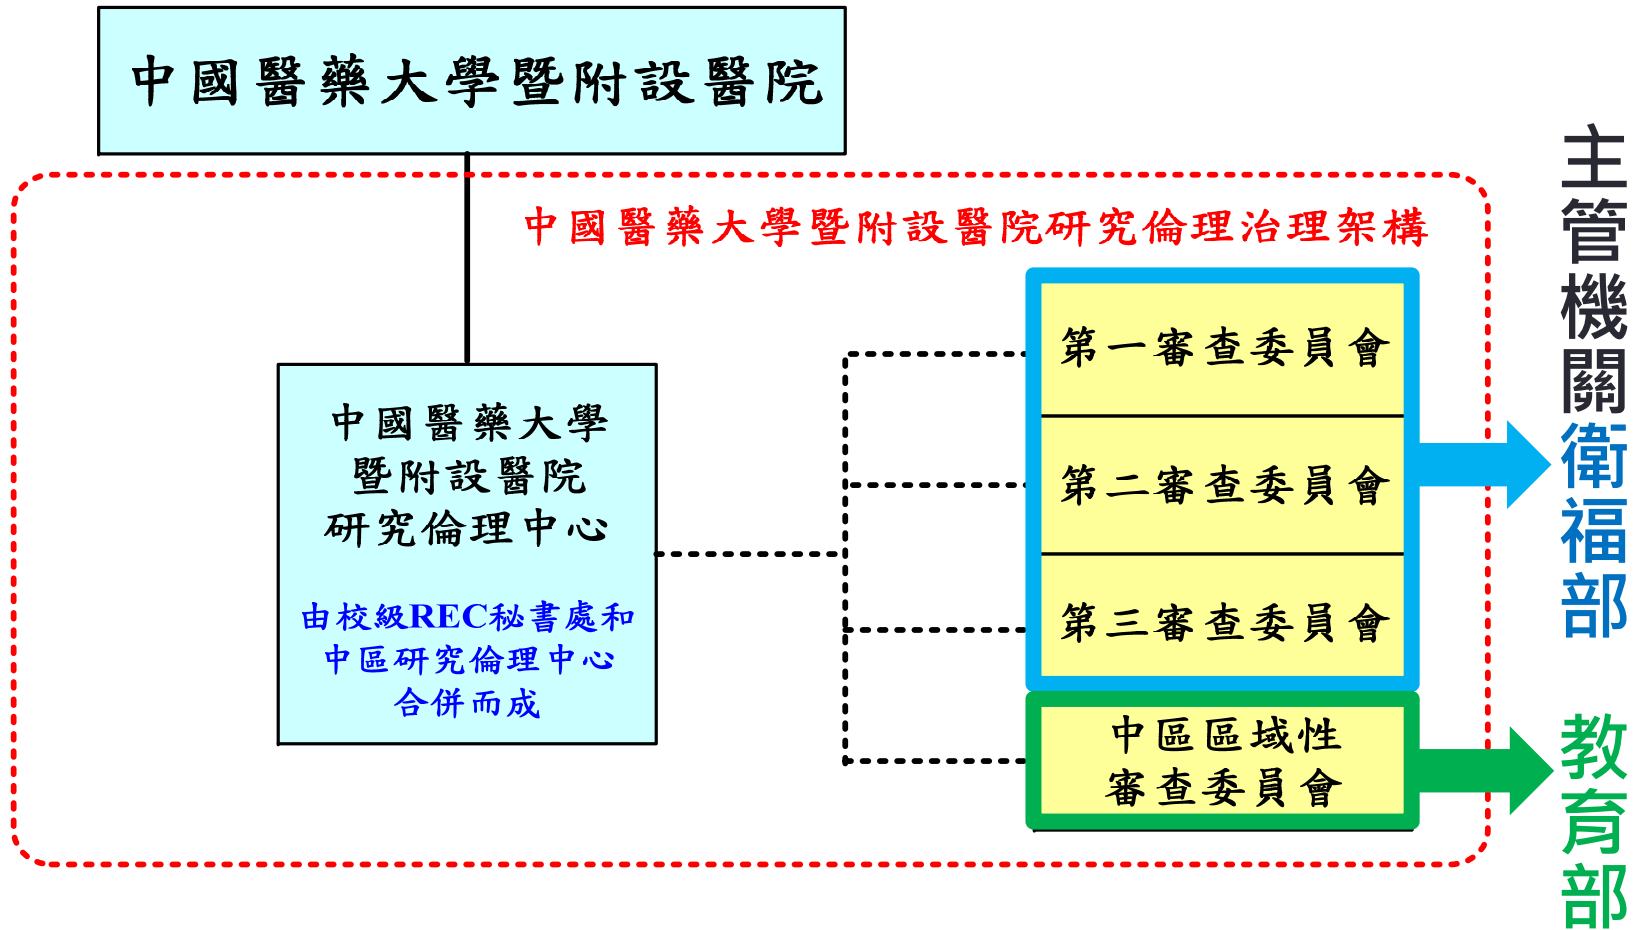 中國醫藥大學暨附設醫院
中國醫藥大學暨附設醫院研究倫理治理架構
中國醫藥大學
暨附設醫院
研究倫理中心
由校級REC秘書處和
中區研究倫理中心
合併而成
第一審查委員會
第二審查委員會
第三審查委員會
中區區域性
審查委員會
主管機關衛福部
教育部